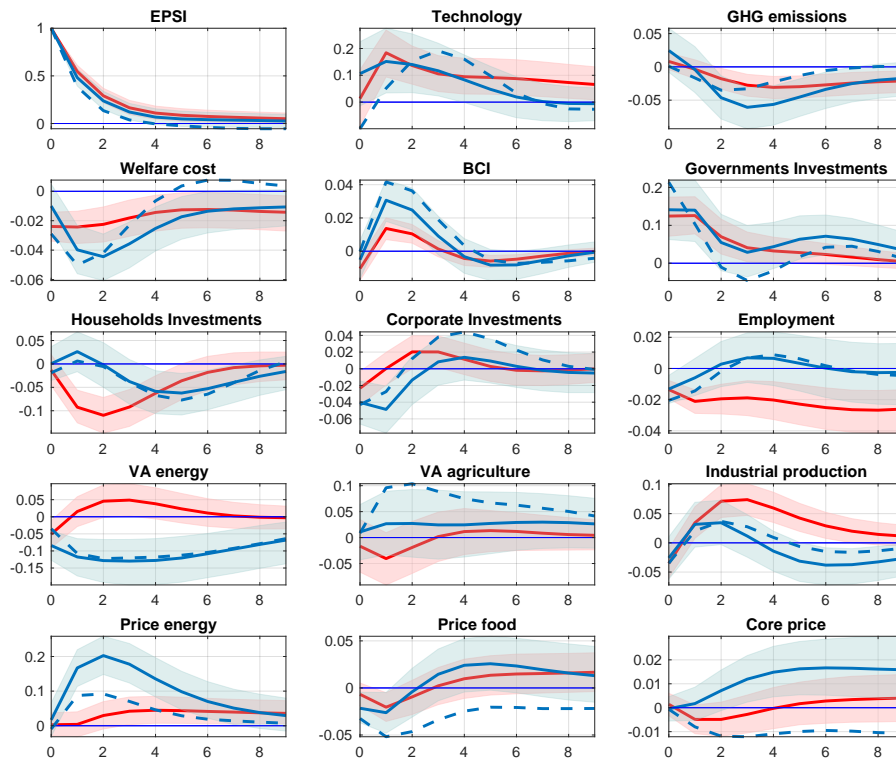 EPSI Technology GHG emissions
1 0.05
0.2
0.5 0
0.1
0 0 -0.05
0 2 4 6 8 0 2 4 6 8 0 2 4 6 8
Welfare cost BCI Governments Investments
0 0.04 0.2
-0.02 0.02 0.1
-0.04 0 0
-0.06
0 2 4 6 8 0 2 4 6 8 0 2 4 6 8
Households Investments Corporate Investments Employment
0.05 0.04 0.02
0 0.02
0 0
-0.05 -0.02 -0.02
-0.1 -0.04
-0.06 -0.04
0 2 4 6 8 0 2 4 6 8 0 2 4 6 8
VA energy VA agriculture Industrial production
0.05 0.1 0.1
0 0.05 0.05
-0.05 0 0
-0.1 -0.05 -0.05
-0.15
0 2 4 6 8 0 2 4 6 8 0 2 4 6 8
Price energy Price food Core price
0.2 0.05 0.02
0.1 0 0.01
0 0
-0.05 -0.01
0 2 4 6 8 0 2 4 6 8 0 2 4 6 8